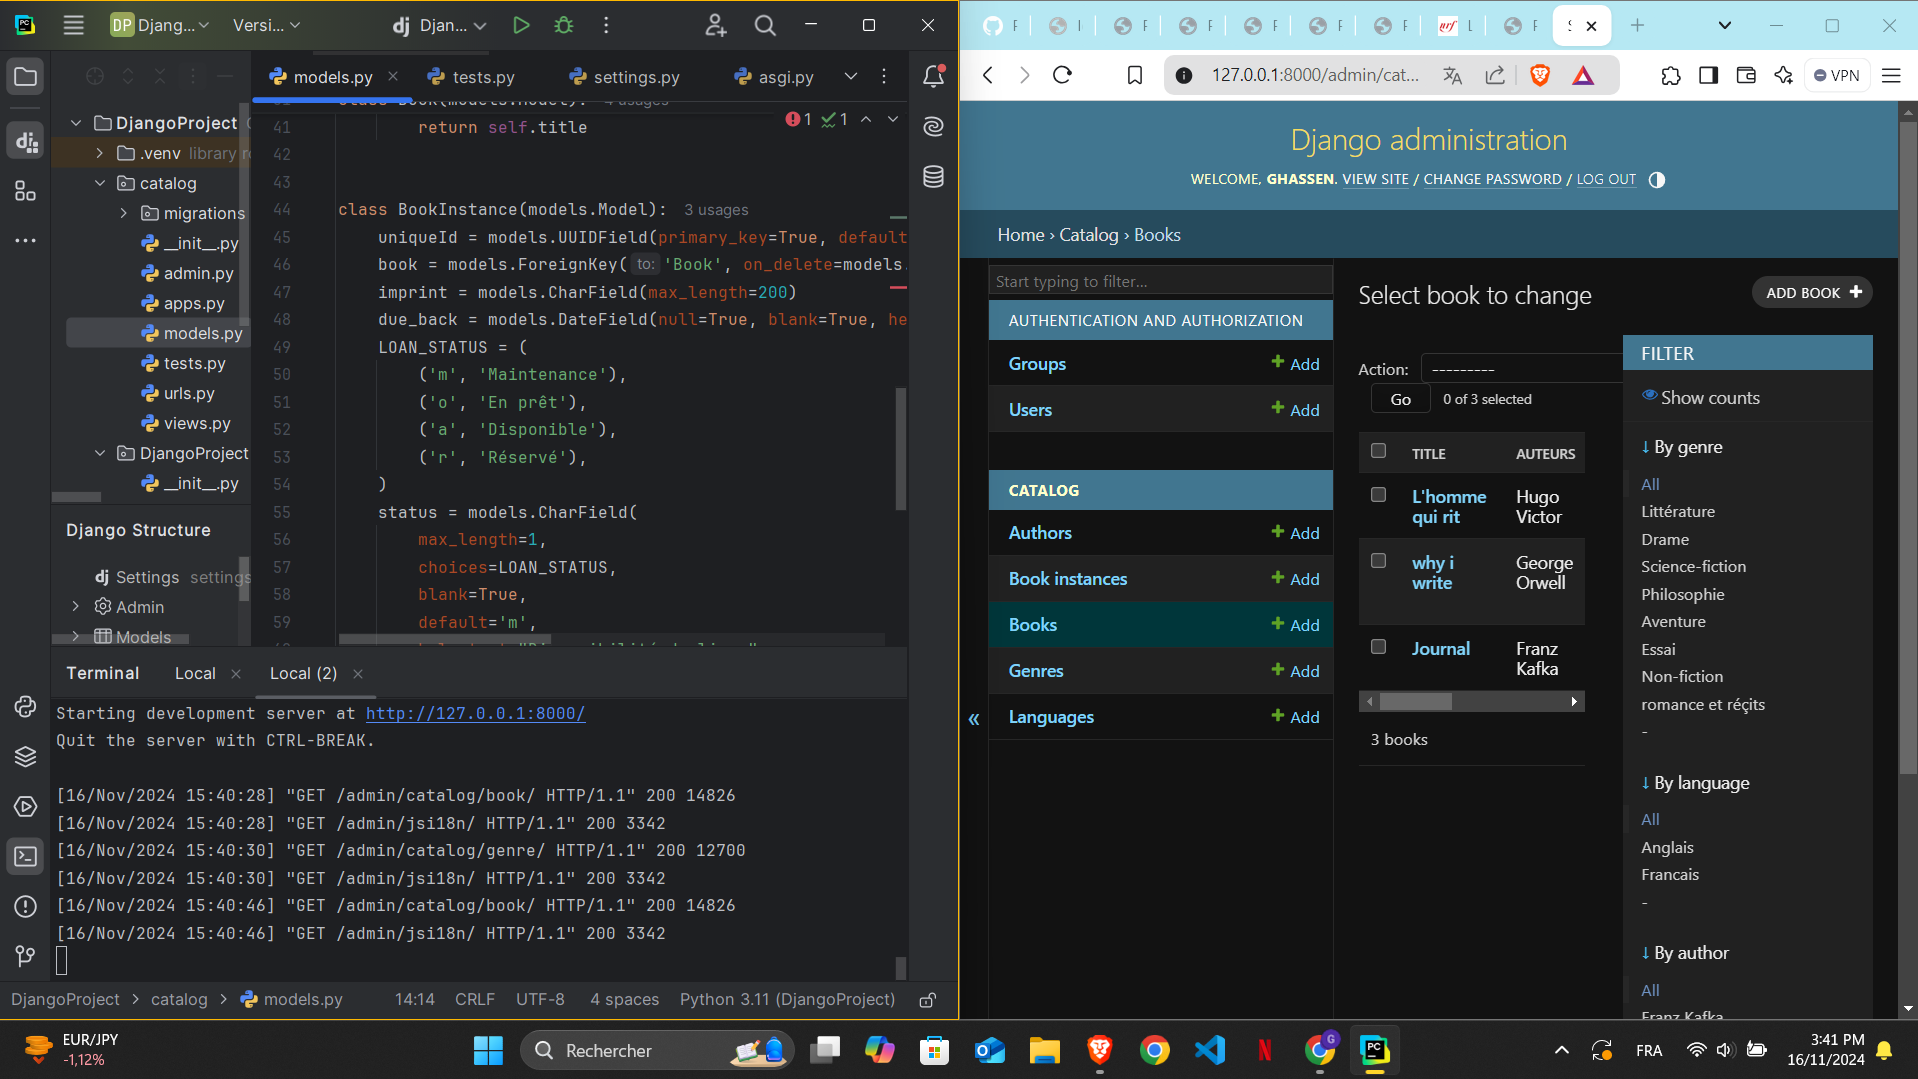 DP Djang...
Versi...
dj Djan...
models.py
tests.py
settings.py
asgi.py
DjangoProject
.venv library
catalog
migrations
__init__.py
admin.py
apps.py
models.py
tests.py
urls.py
views.py
DjangoProject
__init__.py
Django Structure
dj Settings settings
Admin
Models
1 1
41 return self.title
42
43
44 class BookInstance(models.Model): 3 usages
45 uniqueId = models.UUIDField(primary_key=True, default
46 book = models.ForeignKey( to: 'Book', on_delete=models.
47 imprint = models.CharField(max_length=200)
48 due_back = models.DateField(null=True, blank=True, he
49 LOAN_STATUS = (
50 ('m', 'Maintenance'),
51 ('o', 'En prêt'),
52 ('a', 'Disponible'),
53 ('r', 'Réservé'),
54 )
55 status = models.CharField(
56 max_length=1,
57 choices=LOAN_STATUS,
58 blank=True,
59 default='m',
Terminal Local Local (2)
Starting development server at http://127.0.0.1:8000/
Quit the server with CTRL-BREAK.
[16/Nov/2024 15:40:28] "GET /admin/catalog/book/ HTTP/1.1" 200 14826
[16/Nov/2024 15:40:28] "GET /admin/jsi18n/ HTTP/1.1" 200 3342
[16/Nov/2024 15:40:30] "GET /admin/catalog/genre/ HTTP/1.1" 200 12700
[16/Nov/2024 15:40:30] "GET /admin/jsi18n/ HTTP/1.1" 200 3342
[16/Nov/2024 15:40:46] "GET /admin/catalog/book/ HTTP/1.1" 200 14826
[16/Nov/2024 15:40:46] "GET /admin/jsi18n/ HTTP/1.1" 200 3342
DjangoProject > catalog > models.py 14:14 CRLF UTF-8 4 spaces Python 3.11 (DjangoProject)
127.0.0.1:8000/admin/cat...
VPN
Django administration
WELCOME, GHASSEN. VIEW SITE / CHANGE PASSWORD / LOG OUT
Home › Catalog › Books
Start typing to filter...
AUTHENTICATION AND AUTHORIZATION
Groups + Add
Users + Add
CATALOG
Authors + Add
Book instances + Add
Books + Add
Genres + Add
Languages + Add
«
Select book to change
ADD BOOK +
Action: ---------
Go 0 of 3 selected
TITLE AUTEURS
L'homme qui rit Hugo Victor
why i write George Orwell
Journal Franz Kafka
3 books
FILTER
Show counts
↓ By genre
All
Littérature
Drame
Science-fiction
Philosophie
Aventure
Essai
Non-fiction
romance et réçits
-
↓ By language
All
Anglais
Francais
-
↓ By author
All
Franz Kafka
EUR/JPY
-1,12%
Rechercher
FRA
3:41 PM
16/11/2024